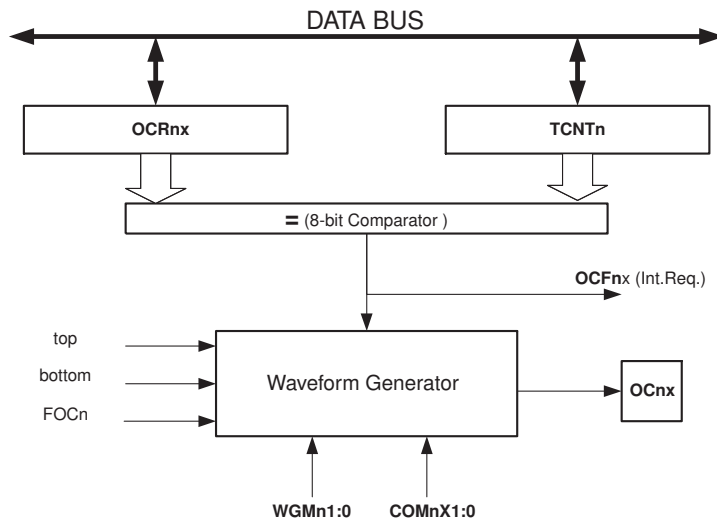 DATA BUS
OCRnx
TCNTn
= (8-bit Comparator )
OCFnx (Int.Req.)
top
bottom
FOCn
Waveform Generator
OCnx
WGMn1:0
COMnX1:0